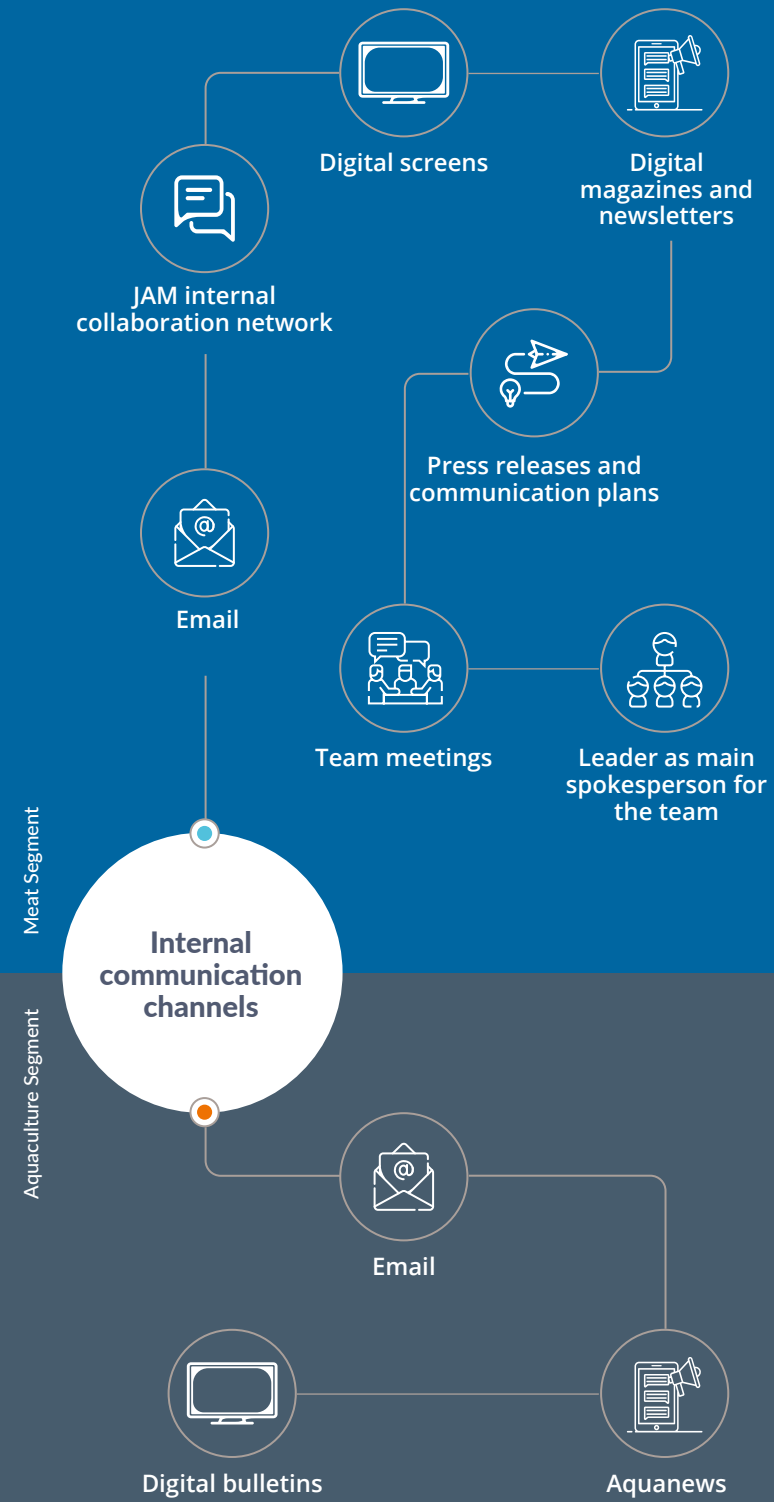 Digital screens
Digital
magazines and
newsletters
JAM internal
collaboration network
Press releases and
communication plans
Email
Team meetings
Leader as main
spokesperson for
the team
Meat Segment
Internal
communication
channels
Aquaculture Segment
@
Email
Digital bulletins
Aquanews